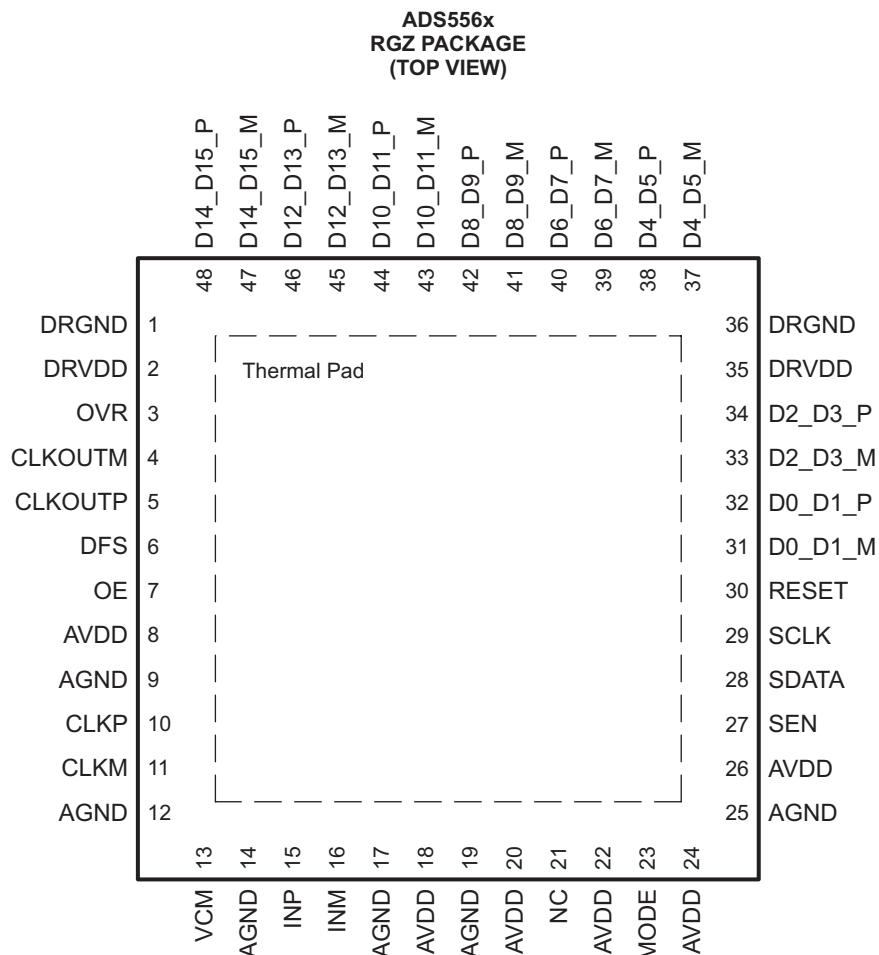 ADS556x
RGZ PACKAGE
(TOP VIEW)
D14_D15_P
D14_D15_M
D12_D13_P
D12_D13_M
D10_D11_P
D10_D11_M
D8_D9_P
D8_D9_M
D6_D7_P
D6_D7_M
D4_D5_P
D4_D5_M
48 47 46 45 44 43 42 41 40 39 38 37
DRGND 1
DRVDD 2
OVR 3
CLKOUTM 4
CLKOUTP 5
DFS 6
OE 7
AVDD 8
AGND 9
CLKP 10
CLKM 11
AGND 12
Thermal Pad
36 DRGND
35 DRVDD
34 D2_D3_P
33 D2_D3_M
32 D0_D1_P
31 D0_D1_M
30 RESET
29 SCLK
28 SDATA
27 SEN
26 AVDD
25 AGND
13 14 15 16 17 18 19 20 21 22 23 24
VCM
AGND
INP
INM
AGND
AVDD
AGND
AVDD
NC
AVDD
MODE
AVDD